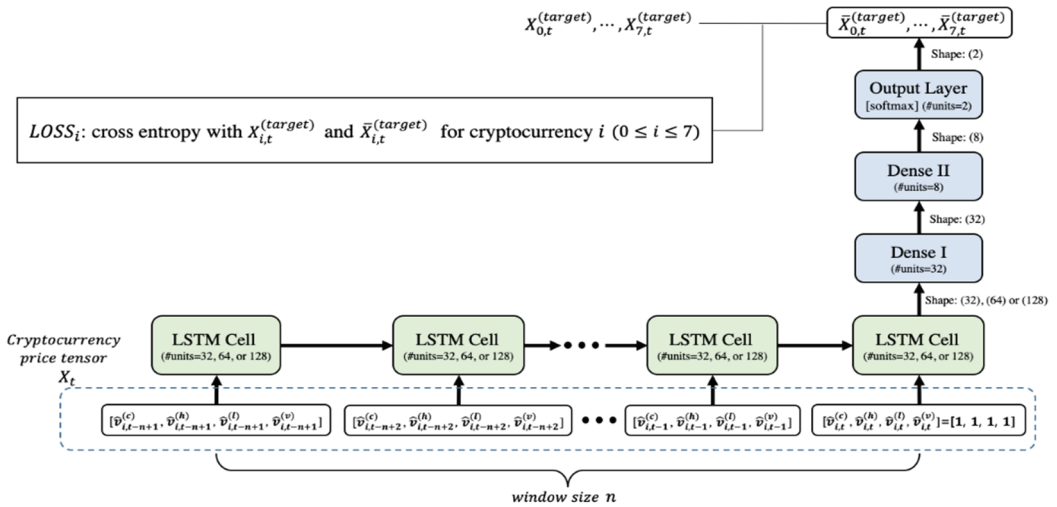 X_{0,t}^{(target)}, ⋯, X_{7,t}^{(target)}
X̄_{0,t}^{(target)}, ⋯, X̄_{7,t}^{(target)}
Shape: (2)
Output Layer
[softmax] (#units=2)
LOSS_i: cross entropy with X_{i,t}^{(target)} and X̄_{i,t}^{(target)} for cryptocurrency i (0 ≤ i ≤ 7)
Shape: (8)
Dense II
(#units=8)
Shape: (32)
Dense I
(#units=32)
Shape: (32), (64) or (128)
Cryptocurrency
price tensor
X_t
LSTM Cell
(#units=32, 64, or 128)
LSTM Cell
(#units=32, 64, or 128)
LSTM Cell
(#units=32, 64, or 128)
LSTM Cell
(#units=32, 64, or 128)
[v̂_{i,t−n+1}^{(c)}, v̂_{i,t−n+1}^{(h)}, v̂_{i,t−n+1}^{(l)}, v̂_{i,t−n+1}^{(v)}]
[v̂_{i,t−n+2}^{(c)}, v̂_{i,t−n+2}^{(h)}, v̂_{i,t−n+2}^{(l)}, v̂_{i,t−n+2}^{(v)}]
[v̂_{i,t−1}^{(c)}, v̂_{i,t−1}^{(h)}, v̂_{i,t−1}^{(l)}, v̂_{i,t−1}^{(v)}]
[v̂_{i,t}^{(c)}, v̂_{i,t}^{(h)}, v̂_{i,t}^{(l)}, v̂_{i,t}^{(v)}]=[1, 1, 1, 1]
window size n